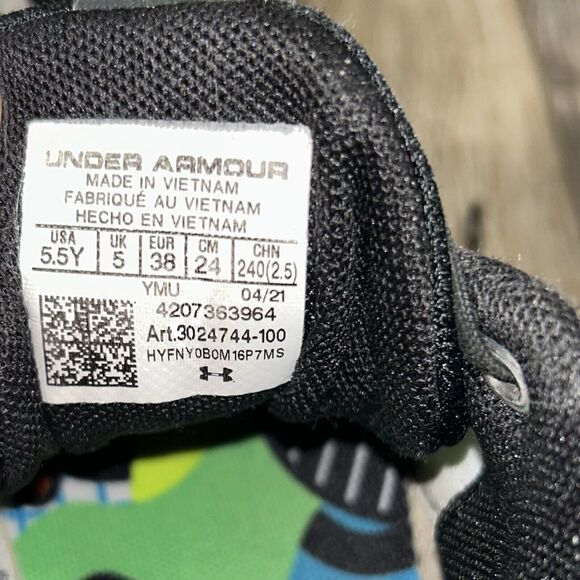 UNDER ARMOUR
MADE IN VIETNAM
FABRIQUÉ AU VIETNAM
HECHO EN VIETNAM
USA UK EUR CM CHN
5.5Y 5 38 24 240(2.5)
YMU 04/21
4207363964
Art.3024744-100
HYFNY0B0M16P7MS